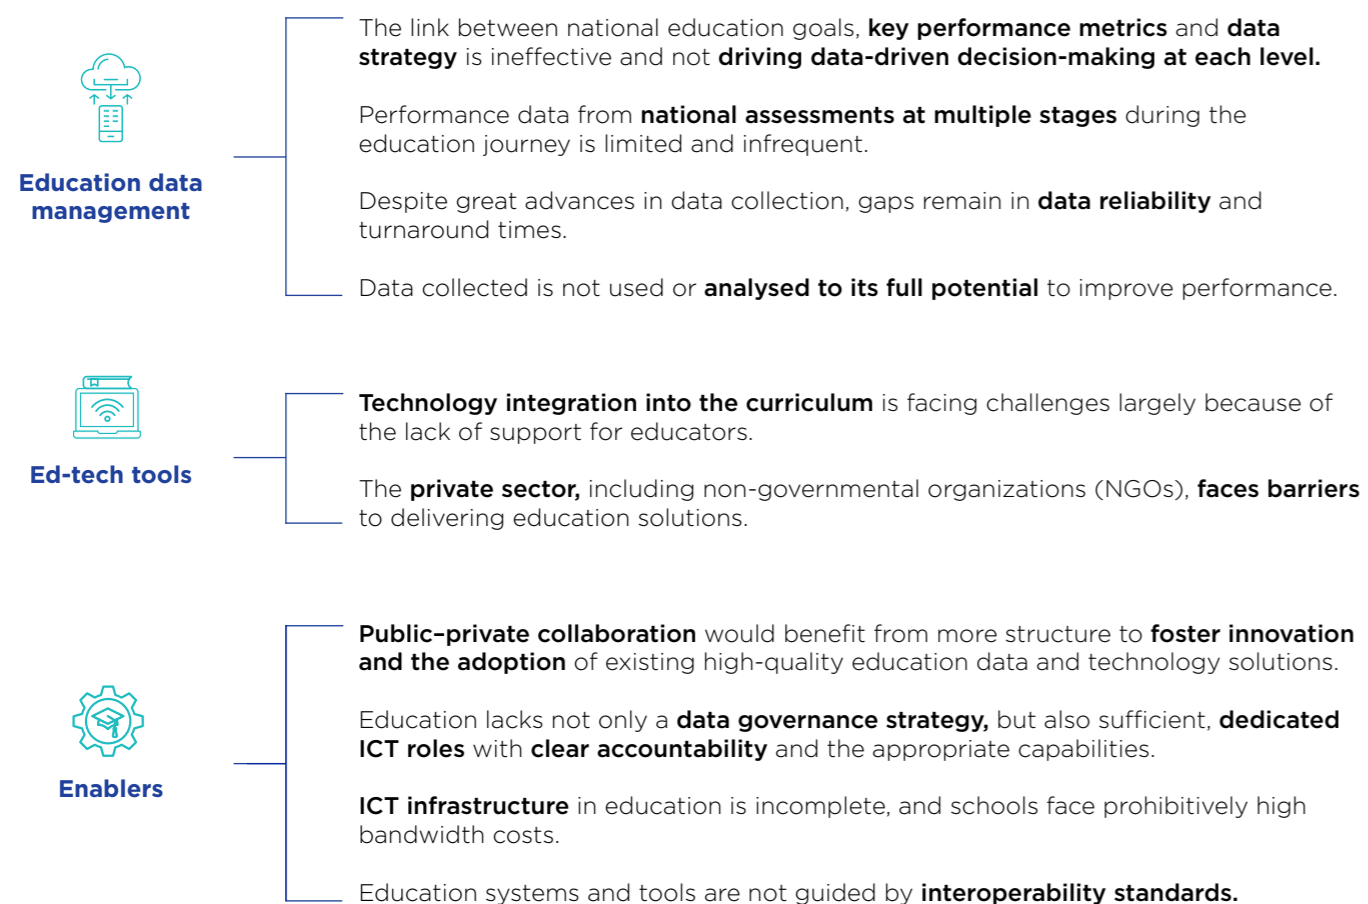 The link between national education goals, key performance metrics and data
strategy is ineffective and not driving data-driven decision-making at each level.
Performance data from national assessments at multiple stages during the
education journey is limited and infrequent.
Education data
management
Despite great advances in data collection, gaps remain in data reliability and
turnaround times.
Data collected is not used or analysed to its full potential to improve performance.
Technology integration into the curriculum is facing challenges largely because of
the lack of support for educators.
Ed-tech tools
The private sector, including non-governmental organizations (NGOs), faces barriers
to delivering education solutions.
Public–private collaboration would benefit from more structure to foster innovation
and the adoption of existing high-quality education data and technology solutions.
Education lacks not only a data governance strategy, but also sufficient, dedicated
ICT roles with clear accountability and the appropriate capabilities.
Enablers
ICT infrastructure in education is incomplete, and schools face prohibitively high
bandwidth costs.
Education systems and tools are not guided by interoperability standards.